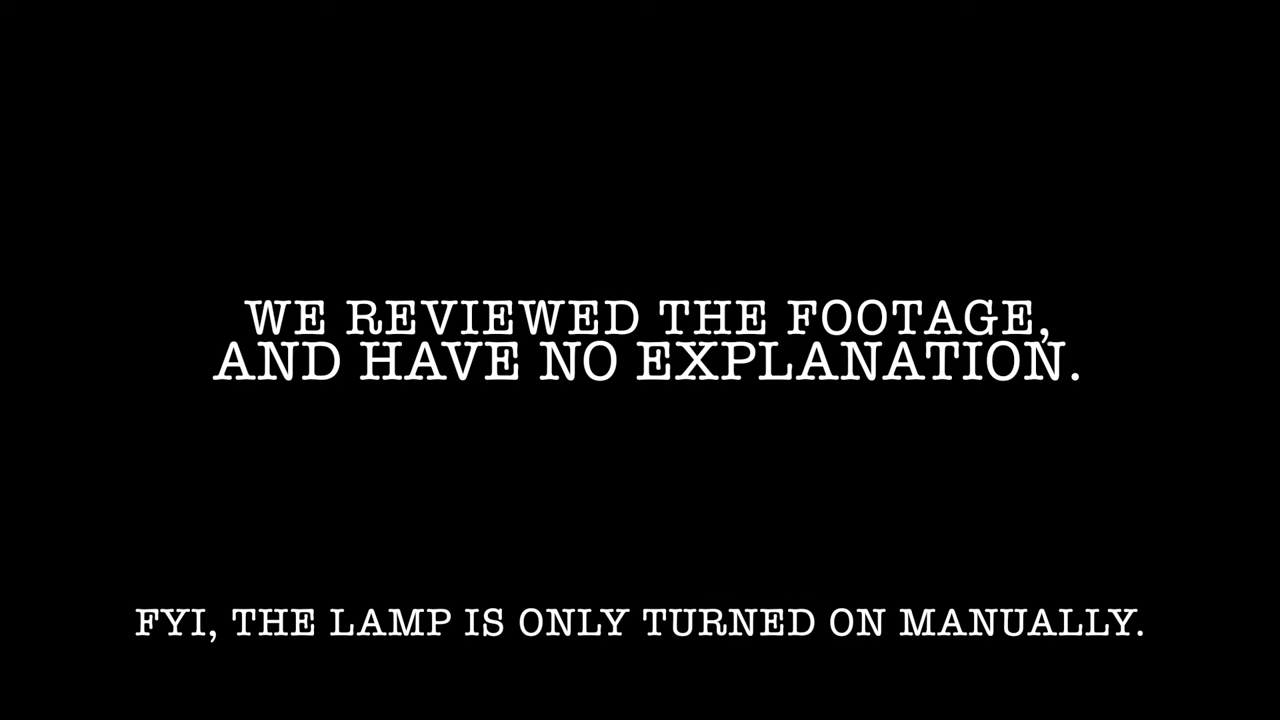 WE REVIEWED THE FOOTAGE,
AND HAVE NO EXPLANATION.
FYI, THE LAMP IS ONLY TURNED ON MANUALLY.